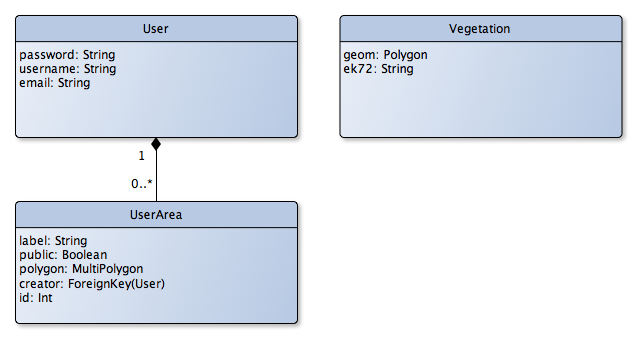 User
password: String
username: String
email: String
Vegetation
geom: Polygon
ek72: String
1
0..*
UserArea
label: String
public: Boolean
polygon: MultiPolygon
creator: ForeignKey(User)
id: Int